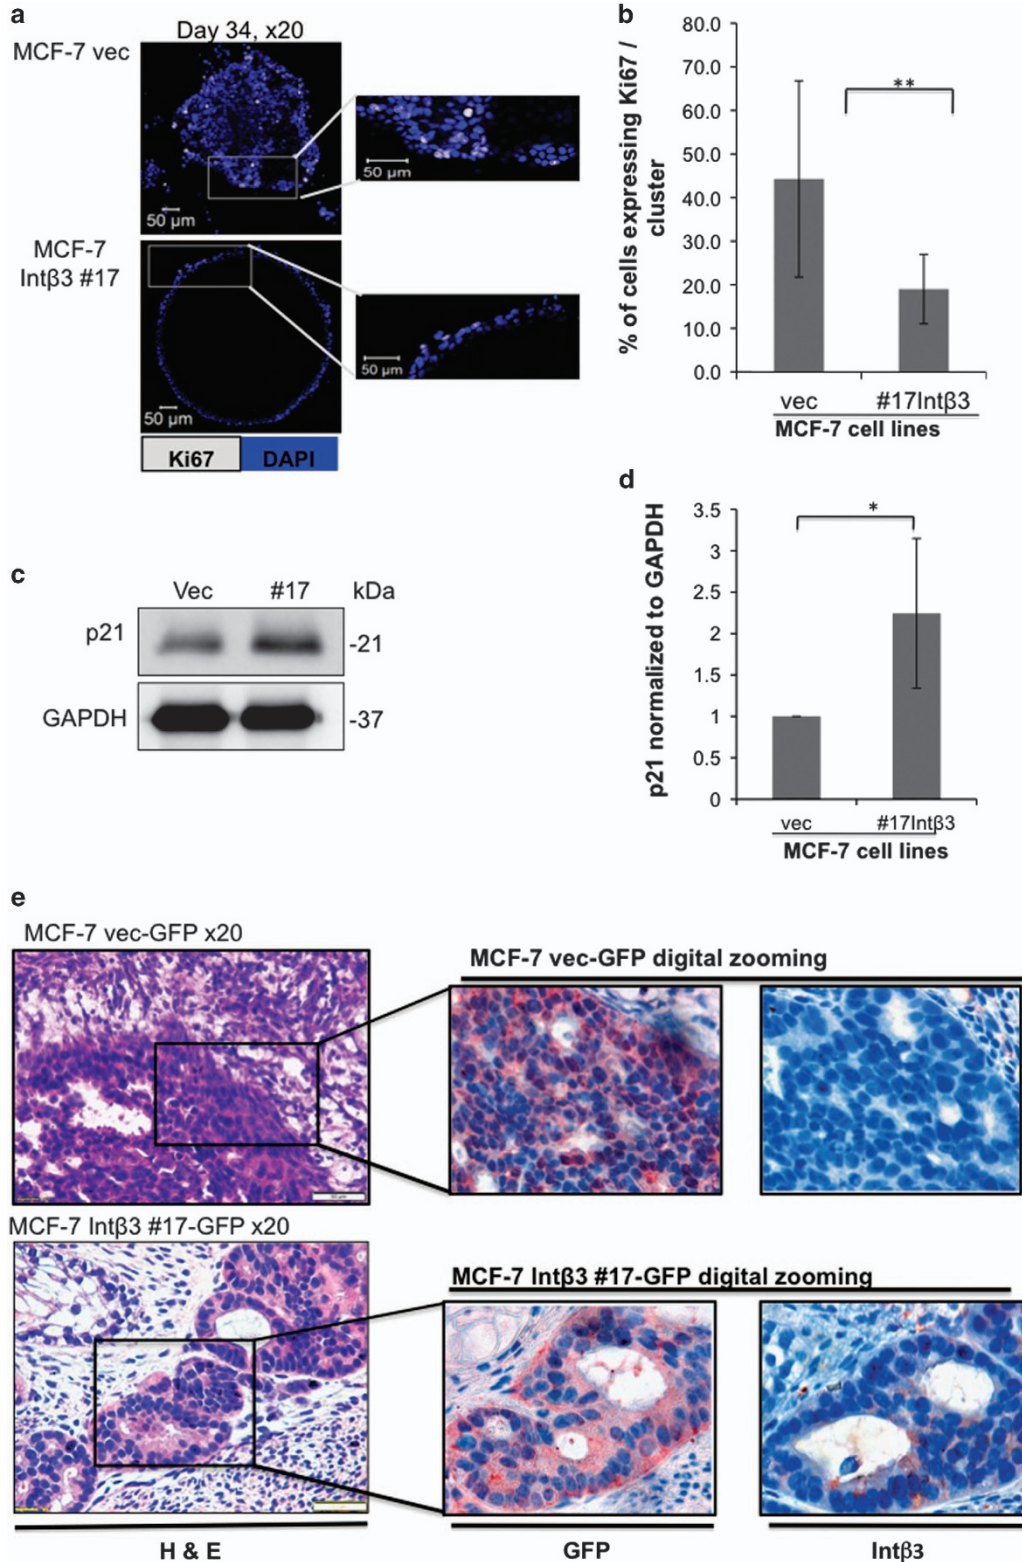 a
Day 34, x20
MCF-7 vec
50 µm
50 µm
MCF-7
Intβ3 #17
50 µm
50 µm
Ki67 DAPI
b
% of cells expressing Ki67 /
cluster
80.0
70.0
60.0
50.0
40.0
30.0
20.0
10.0
0.0
**
vec #17Intβ3
MCF-7 cell lines
c
Vec #17 kDa
p21 -21
GAPDH -37
d
p21 normalized to GAPDH
3.5
3
2.5
2
1.5
1
0.5
0
*
vec #17Intβ3
MCF-7 cell lines
e
MCF-7 vec-GFP x20
MCF-7 vec-GFP digital zooming
MCF-7 Intβ3 #17-GFP x20
MCF-7 Intβ3 #17-GFP digital zooming
H & E GFP Intβ3